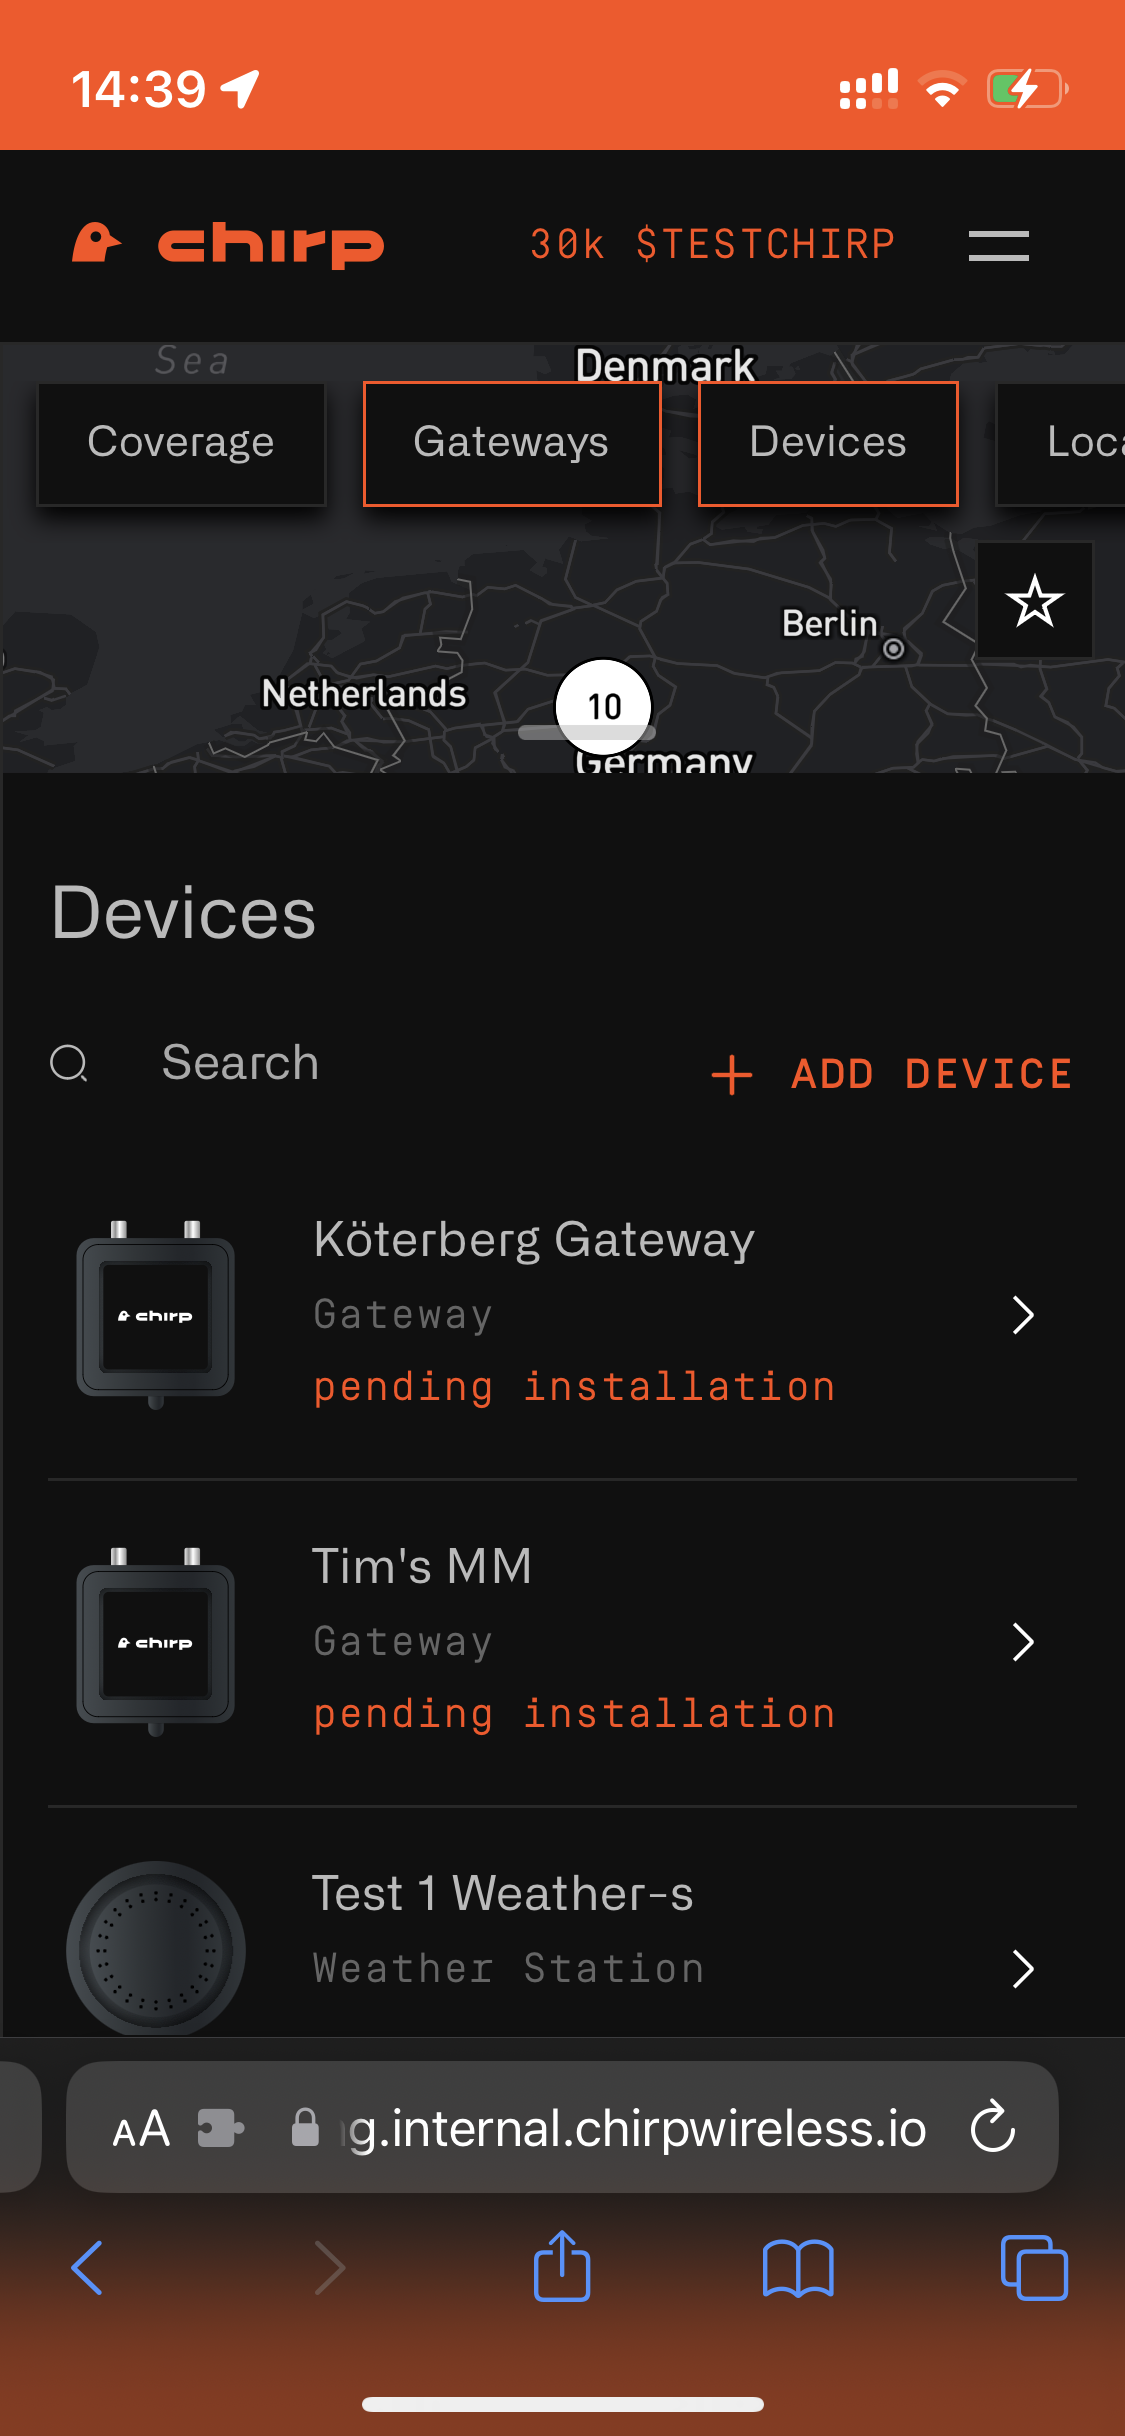 14:39
chirp
30k $TESTCHIRP
Sea
Denmark
Coverage
Gateways
Devices
Berlin
Netherlands
10
Germany
Devices
Search
+ ADD DEVICE
Köterberg Gateway
Gateway
pending installation
chirp
Tim's MM
Gateway
pending installation
chirp
Test 1 Weather-s
Weather Station
AA
g.internal.chirpwireless.io